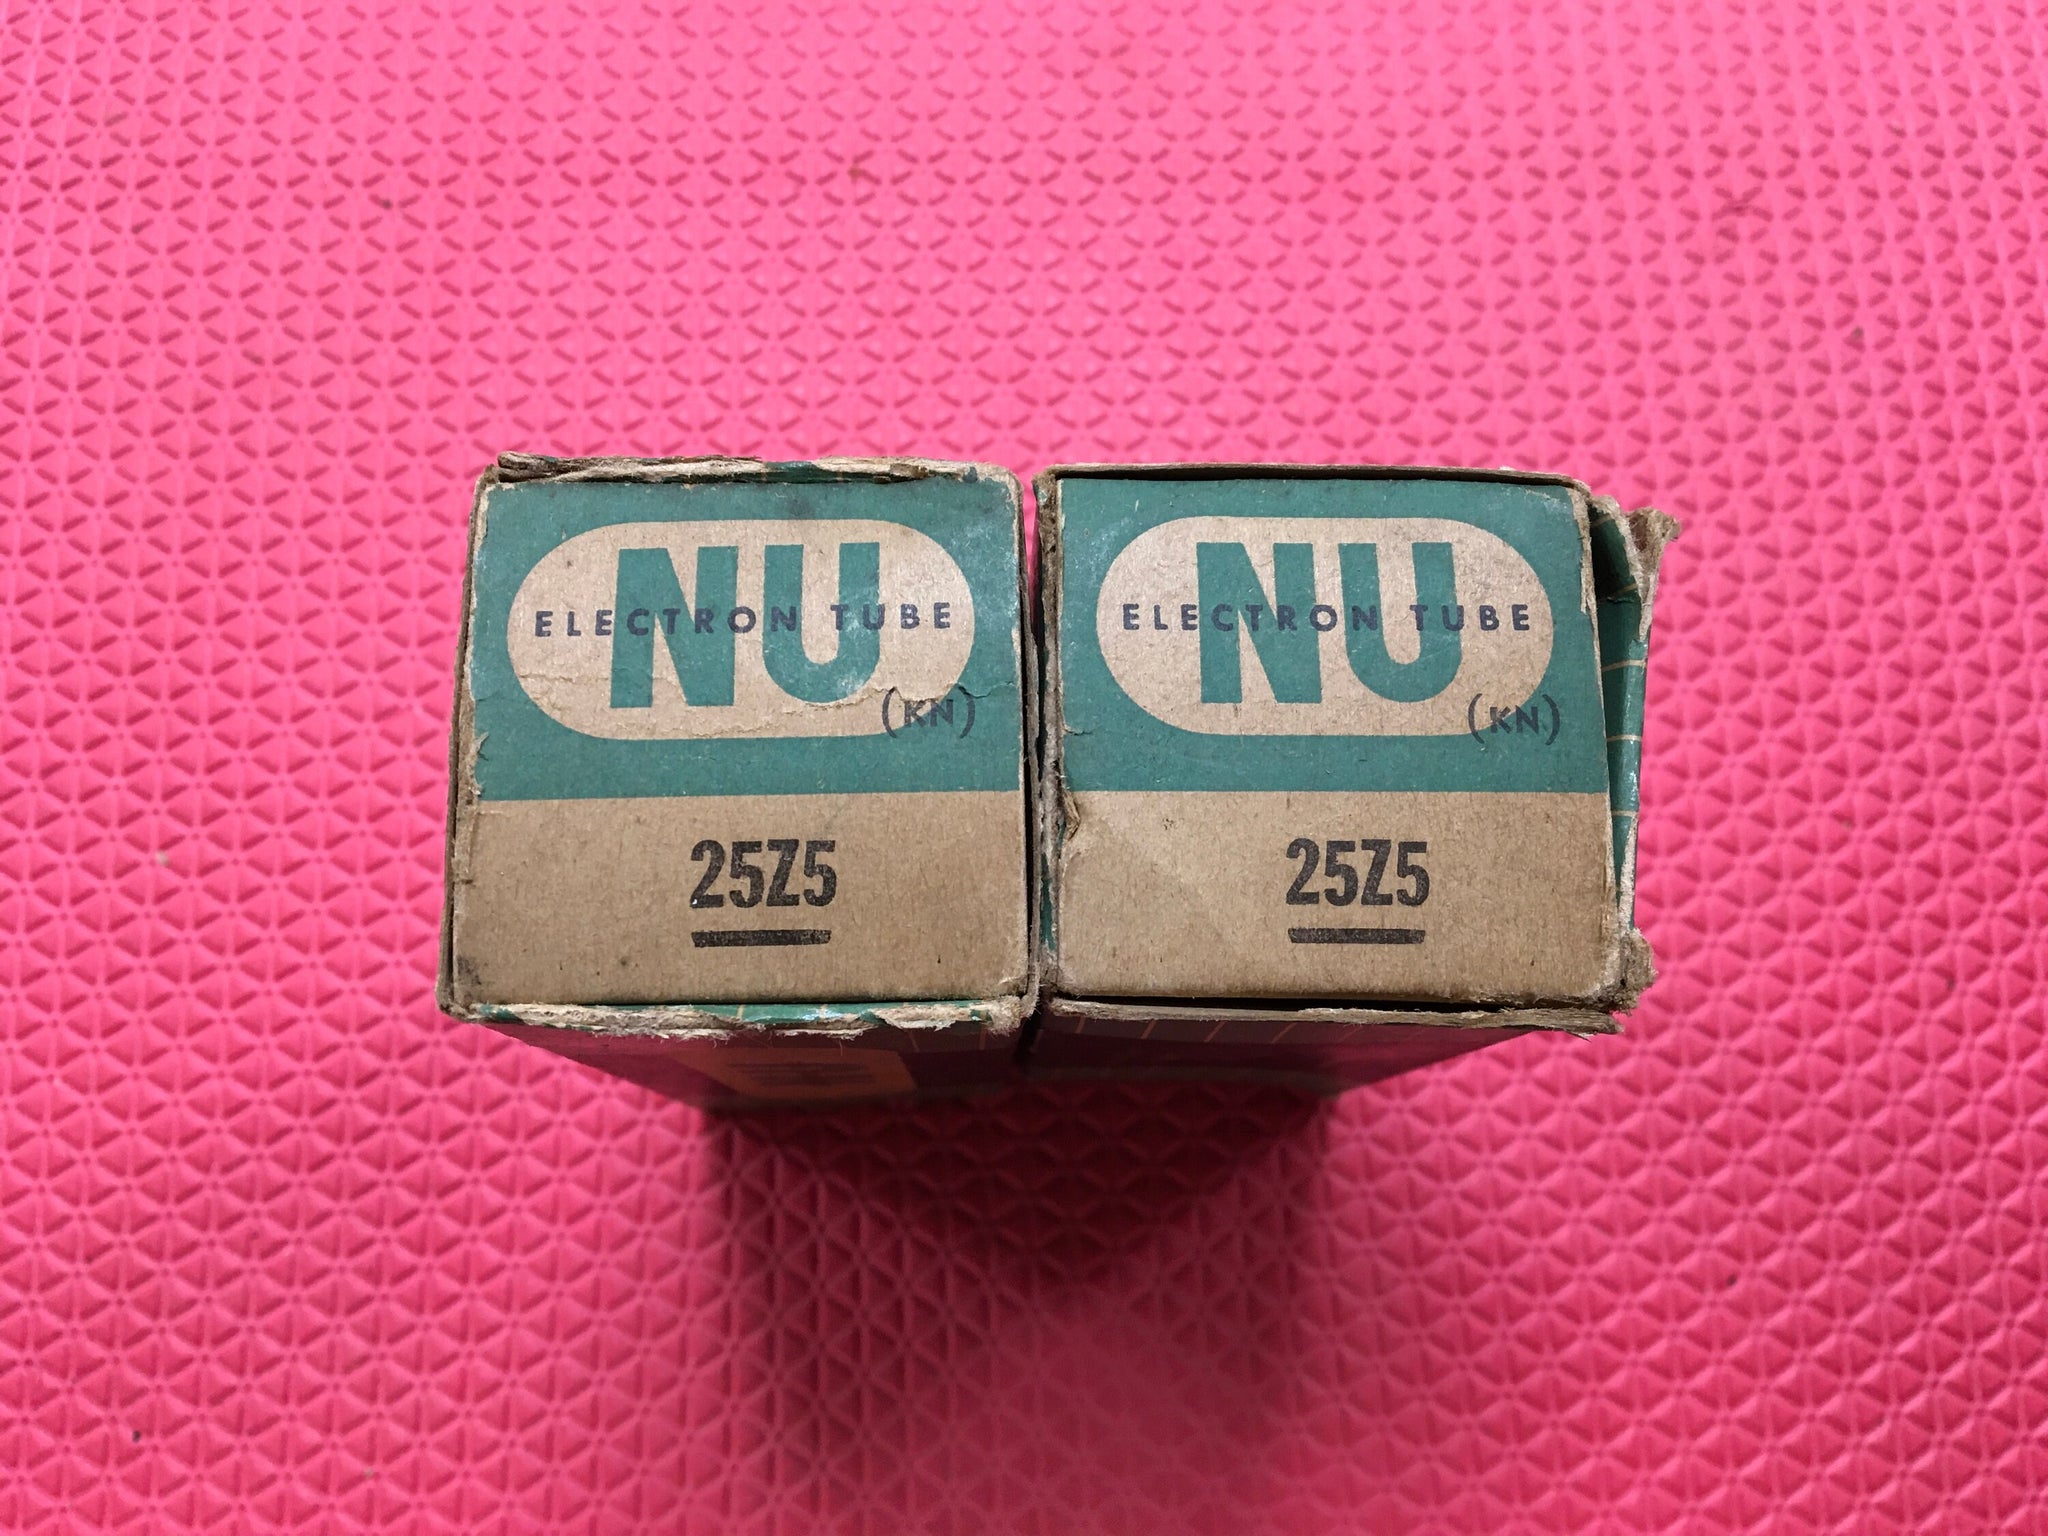 NU
ELECTRON TUBE
(KN)
25Z5
NU
ELECTRON TUBE
(KN.)
25Z5